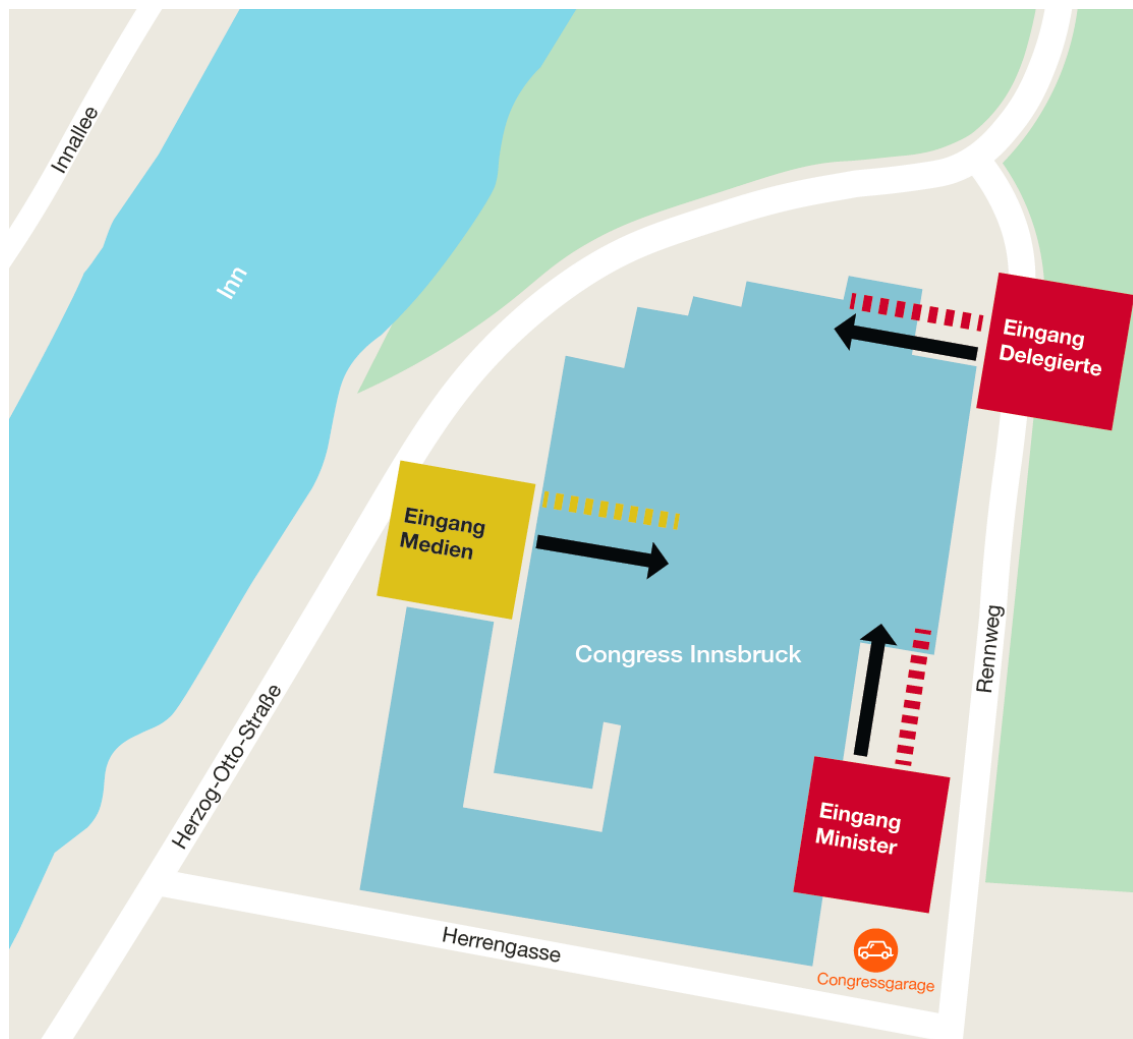 Innallee
Inn
Eingang
Delegierte
Eingang
Medien
Congress Innsbruck
Rennweg
Herzog-Otto-Straße
Eingang
Minister
Herrengasse
Congressgarage